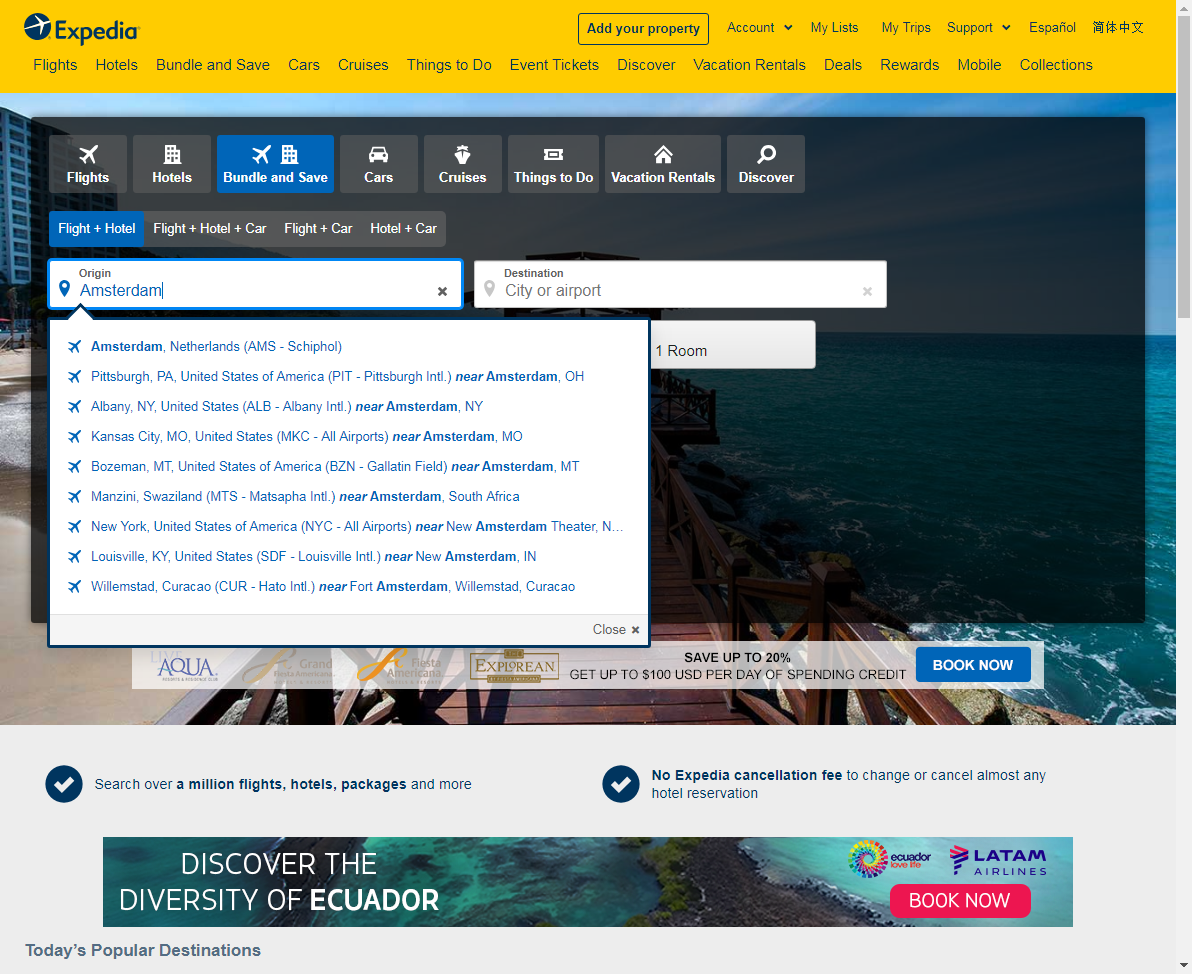 Expedia
Add your property
Account
My Lists
My Trips
Support
Español
简体中文
Flights
Hotels
Bundle and Save
Cars
Cruises
Things to Do
Event Tickets
Discover
Vacation Rentals
Deals
Rewards
Mobile
Collections
Flights
Hotels
Bundle and Save
Cars
Cruises
Things to Do
Vacation Rentals
Discover
Flight + Hotel
Flight + Hotel + Car
Flight + Car
Hotel + Car
Origin
Amsterdam
Destination
City or airport
1 Room
Amsterdam, Netherlands (AMS - Schiphol)
Pittsburgh, PA, United States of America (PIT - Pittsburgh Intl.) near Amsterdam, OH
Albany, NY, United States (ALB - Albany Intl.) near Amsterdam, NY
Kansas City, MO, United States (MKC - All Airports) near Amsterdam, MO
Bozeman, MT, United States of America (BZN - Gallatin Field) near Amsterdam, MT
Manzini, Swaziland (MTS - Matsapha Intl.) near Amsterdam, South Africa
New York, United States of America (NYC - All Airports) near New Amsterdam Theater, N...
Louisville, KY, United States (SDF - Louisville Intl.) near New Amsterdam, IN
Willemstad, Curacao (CUR - Hato Intl.) near Fort Amsterdam, Willemstad, Curacao
Close
LIVE AQUA
Grand
Fiesta Americana
Fiesta
Americana
EXPLOREAN
SAVE UP TO 20%
GET UP TO $100 USD PER DAY OF SPENDING CREDIT
BOOK NOW
Search over a million flights, hotels, packages and more
No Expedia cancellation fee to change or cancel almost any
hotel reservation
DISCOVER THE
DIVERSITY OF ECUADOR
ecuador
love life
LATAM
AIRLINES
BOOK NOW
Today's Popular Destinations